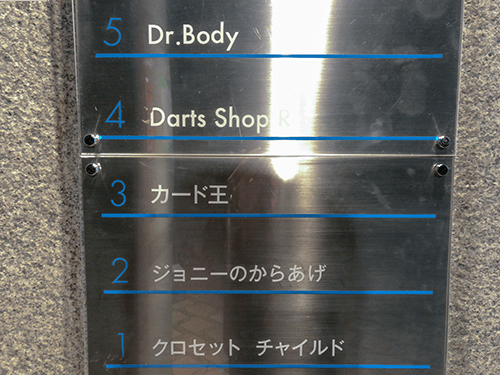 5 Dr.Body
4 Darts Shop R
3 カード王
2 ジョニーのからあげ
1 クロセット チャイルド